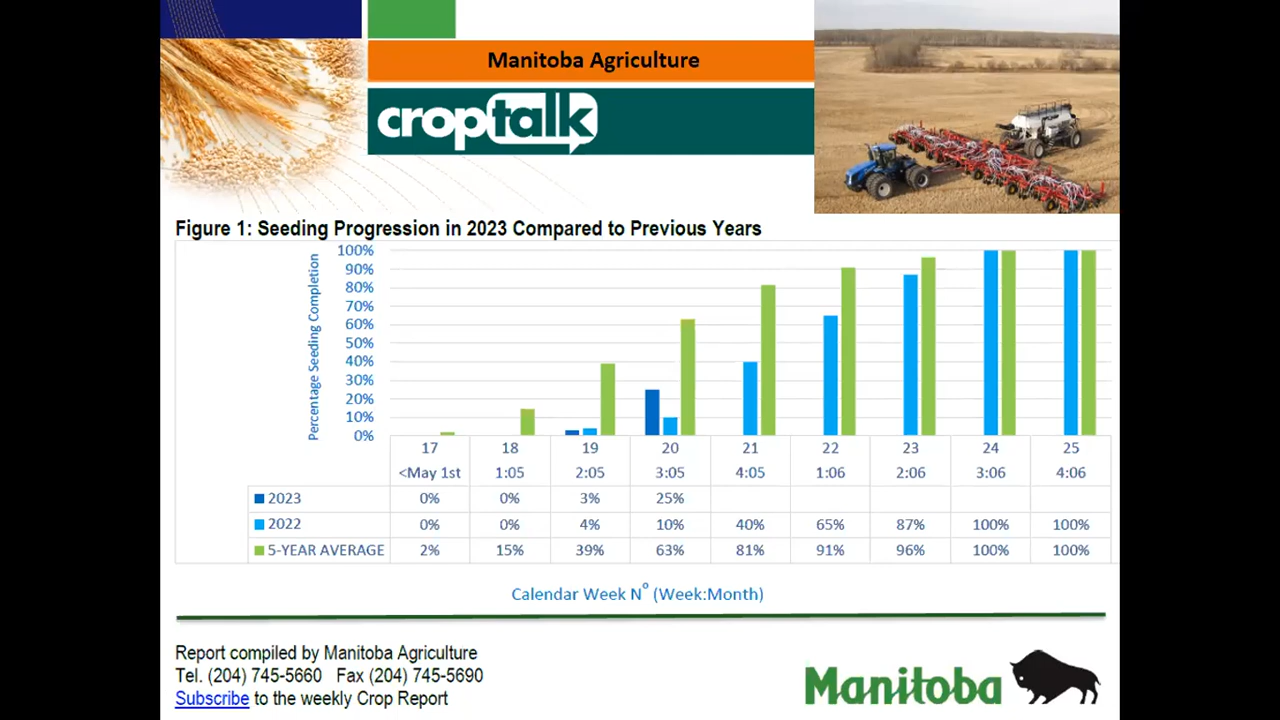 Manitoba Agriculture
croptalk
Figure 1: Seeding Progression in 2023 Compared to Previous Years
Percentage Seeding Completion
100%
90%
80%
70%
60%
50%
40%
30%
20%
10%
0%
17 18 19 20 21 22 23 24 25
<May 1st 1:05 2:05 3:05 4:05 1:06 2:06 3:06 4:06
2023 0% 0% 3% 25%
2022 0% 0% 4% 10% 40% 65% 87% 100% 100%
5-YEAR AVERAGE 2% 15% 39% 63% 81% 91% 96% 100% 100%
Calendar Week Nº (Week:Month)
Report compiled by Manitoba Agriculture
Tel. (204) 745-5660 Fax (204) 745-5690
Subscribe to the weekly Crop Report
Manitoba